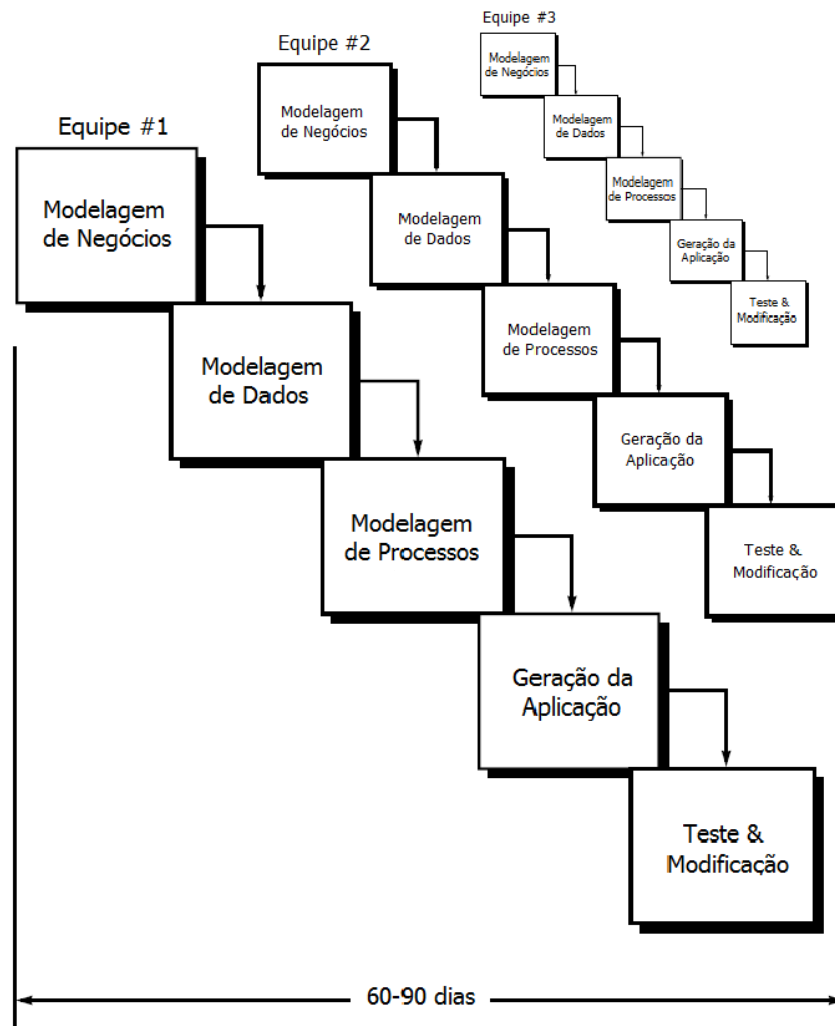 Equipe #1
Modelagem
de Negócios
Modelagem
de Dados
Modelagem
de Processos
Geração da
Aplicação
Teste &
Modificação
Equipe #2
Modelagem
de Negócios
Modelagem
de Dados
Modelagem
de Processos
Geração da
Aplicação
Teste &
Modificação
Equipe #3
Modelagem
de Negócios
Modelagem
de Dados
Modelagem
de Processos
Geração da
Aplicação
Teste &
Modificação
60-90 dias